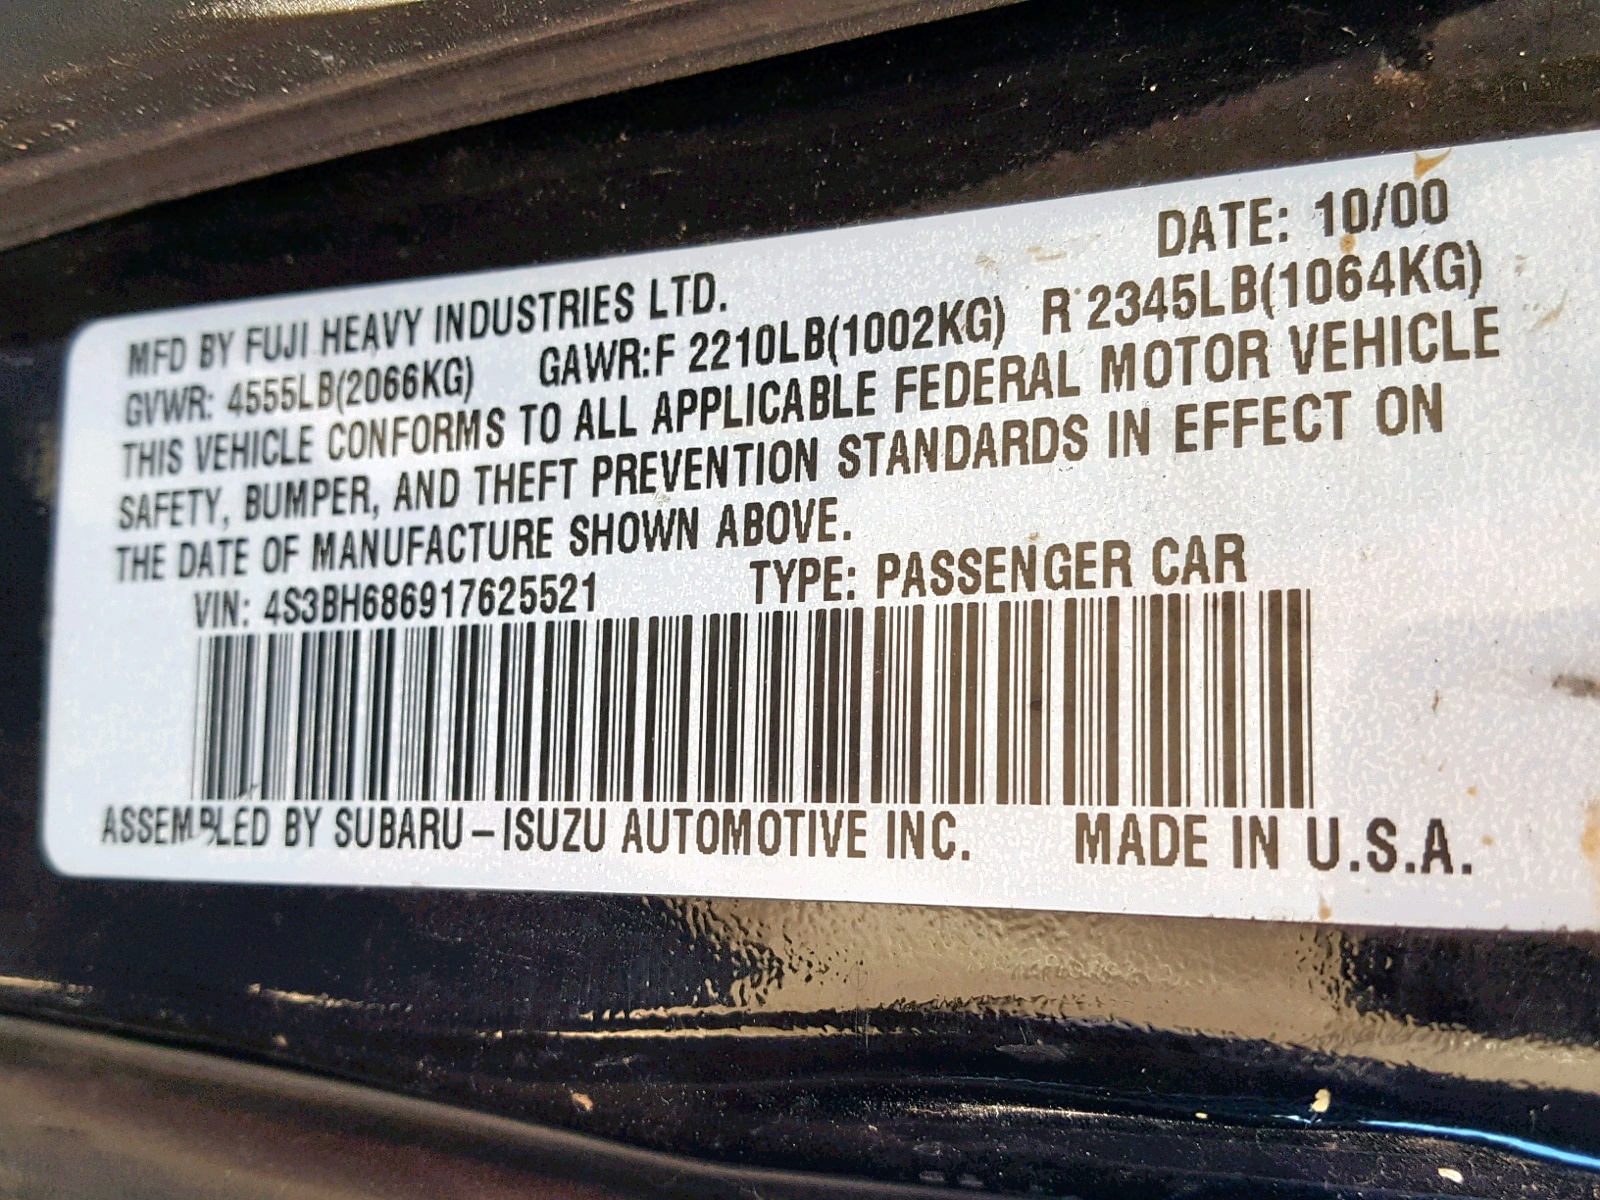 DATE: 10/00
MFD BY FUJI HEAVY INDUSTRIES LTD.
GVWR: 4555LB(2066KG) GAWR:F 2210LB(1002KG) R 2345LB(1064KG)
THIS VEHICLE CONFORMS TO ALL APPLICABLE FEDERAL MOTOR VEHICLE
SAFETY, BUMPER, AND THEFT PREVENTION STANDARDS IN EFFECT ON
THE DATE OF MANUFACTURE SHOWN ABOVE.
VIN: 4S3BH686917625521 TYPE: PASSENGER CAR
ASSEMBLED BY SUBARU-ISUZU AUTOMOTIVE INC. MADE IN U.S.A.